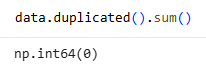 data.duplicated().sum()
np.int64(0)